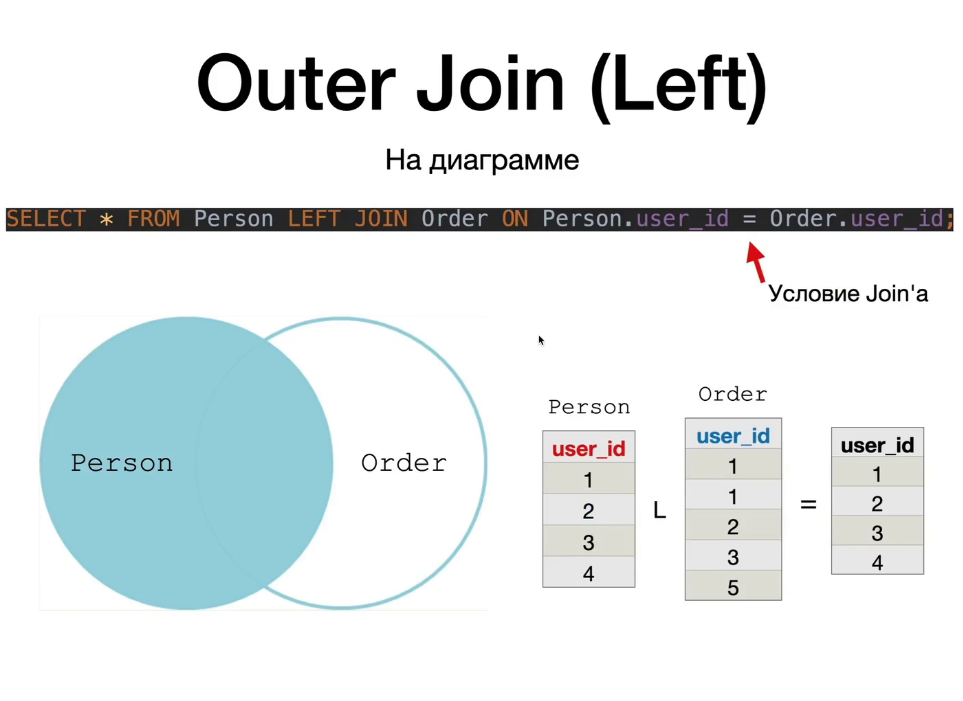 Outer Join (Left)
На диаграмме
SELECT * FROM Person LEFT JOIN Order ON Person.user_id = Order.user_id;
Условие Join'а
Person
Order
Person
user_id
1
2
3
4
L
Order
user_id
1
1
2
3
5
=
user_id
1
2
3
4